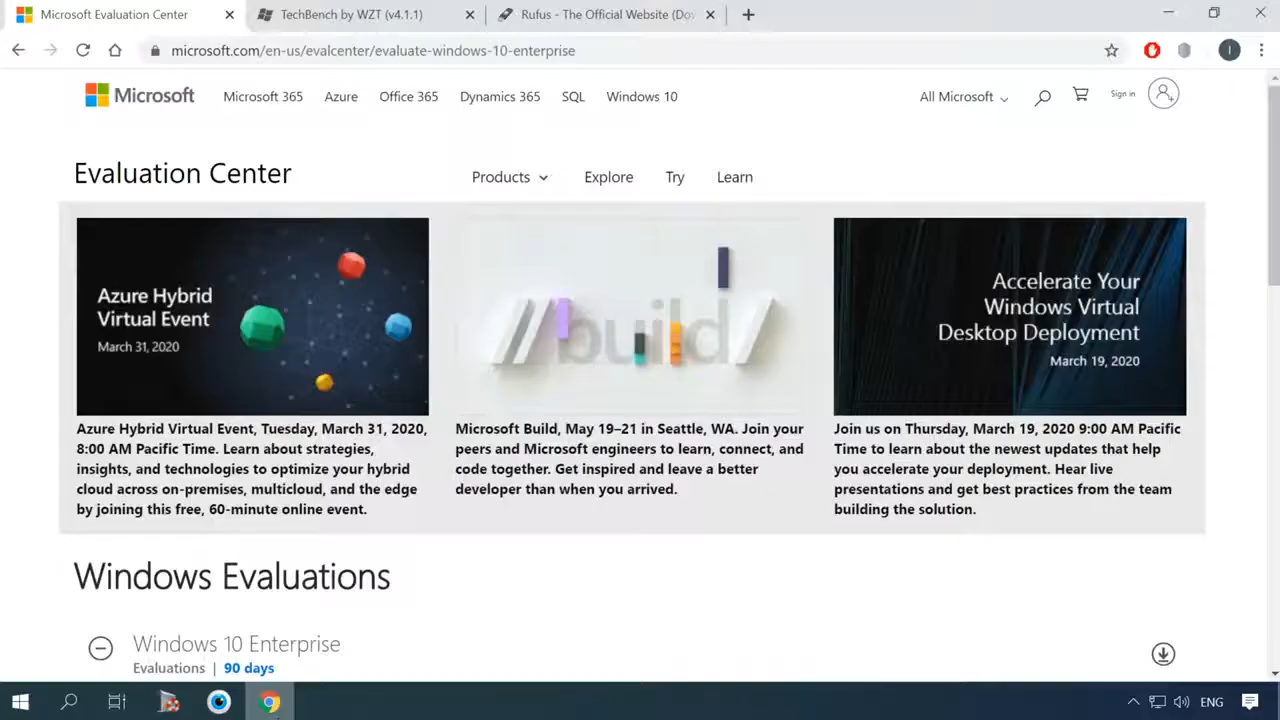 Microsoft Evaluation Center
TechBench by WZT (v4.1.1)
Rufus - The Official Website (Dov
microsoft.com/en-us/evalcenter/evaluate-windows-10-enterprise
I
Microsoft
Microsoft 365
Azure
Office 365
Dynamics 365
SQL
Windows 10
All Microsoft
Sign in
Evaluation Center
Products
Explore
Try
Learn
Azure Hybrid
Virtual Event
March 31, 2020
Azure Hybrid Virtual Event, Tuesday, March 31, 2020,
8:00 AM Pacific Time. Learn about strategies,
insights, and technologies to optimize your hybrid
cloud across on-premises, multicloud, and the edge
by joining this free, 60-minute online event.
//build/
Microsoft Build, May 19–21 in Seattle, WA. Join your
peers and Microsoft engineers to learn, connect, and
code together. Get inspired and leave a better
developer than when you arrived.
Accelerate Your
Windows Virtual
Desktop Deployment
March 19, 2020
Join us on Thursday, March 19, 2020 9:00 AM Pacific
Time to learn about the newest updates that help
you accelerate your deployment. Hear live
presentations and get best practices from the team
building the solution.
Windows Evaluations
Windows 10 Enterprise
Evaluations | 90 days
ENG